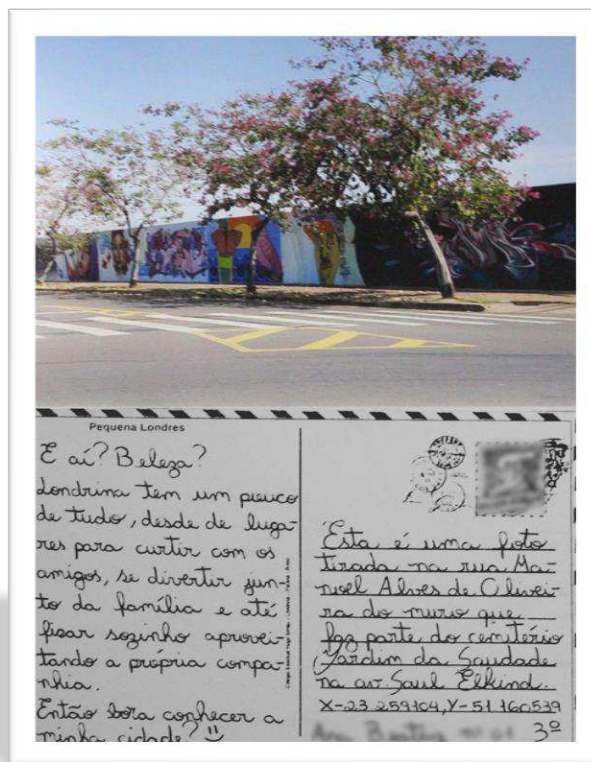 Pequena Londres
E aí? Beleza?
Londrina tem um pouco
de tudo, desde de luga-
res para curtir com os
amigos, se divertir jun-
to da família e até
ficar sozinho aprovei-
tando a própria compa-
nhia.
Então bora conhecer a
minha cidade? :)
Esta é uma foto
tirada na rua Ma-
noel Alves de Olivei-
ra do muro que
faz parte do cemitério
Jardim da Saudade
na av. Saul Elkind.
X-23 259104, Y-51 160539
3º